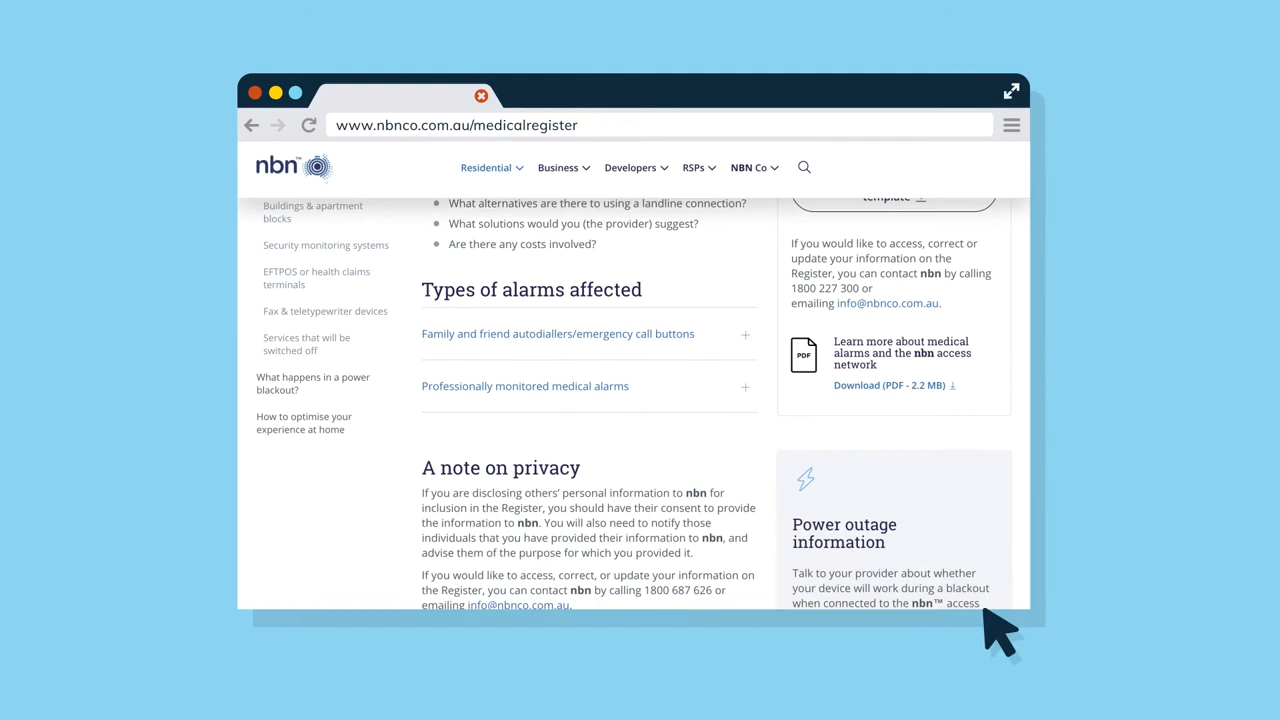 www.nbnco.com.au/medicalregister
nbn™
Residential
Business
Developers
RSPs
NBN Co
Buildings & apartment
blocks
Security monitoring systems
EFTPOS or health claims
terminals
Fax & teletypewriter devices
Services that will be
switched off
What happens in a power
blackout?
How to optimise your
experience at home
What alternatives are there to using a landline connection?
What solutions would you (the provider) suggest?
Are there any costs involved?
Types of alarms affected
Family and friend autodiallers/emergency call buttons
Professionally monitored medical alarms
A note on privacy
If you are disclosing others’ personal information to nbn for
inclusion in the Register, you should have their consent to provide
the information to nbn. You will also need to notify those
individuals that you have provided their information to nbn, and
advise them of the purpose for which you provided it.
If you would like to access, correct, or update your information on
the Register, you can contact nbn by calling 1800 687 626 or
emailing info@nbnco.com.au.
template
If you would like to access, correct or
update your information on the
Register, you can contact nbn by calling
1800 227 300 or
emailing info@nbnco.com.au.
PDF
Learn more about medical
alarms and the nbn access
network
Download (PDF - 2.2 MB)
Power outage
information
Talk to your provider about whether
your device will work during a blackout
when connected to the nbn™ access